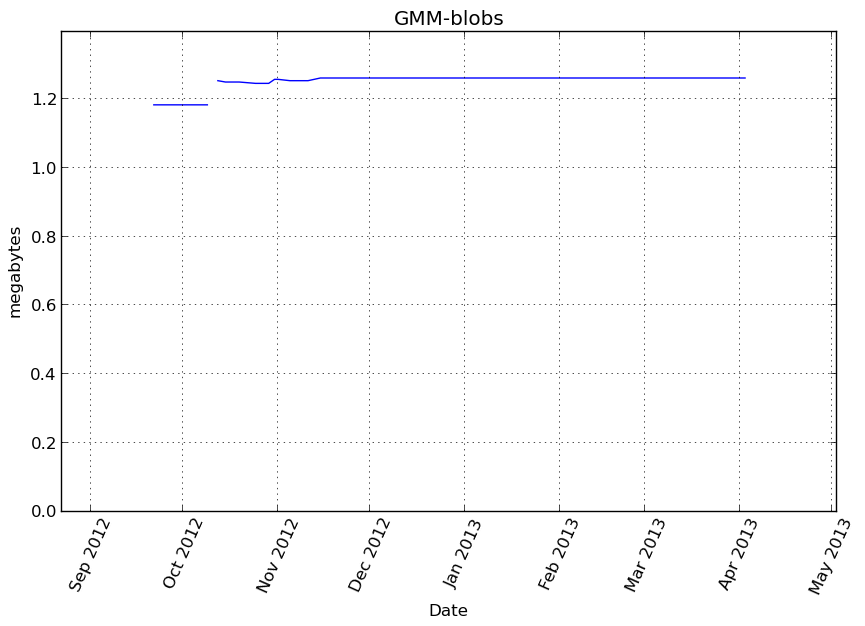 GMM-blobs
megabytes
1.2
1.0
0.8
0.6
0.4
0.2
0.0
Sep 2012
Oct 2012
Nov 2012
Dec 2012
Jan 2013
Feb 2013
Mar 2013
Apr 2013
May 2013
Date